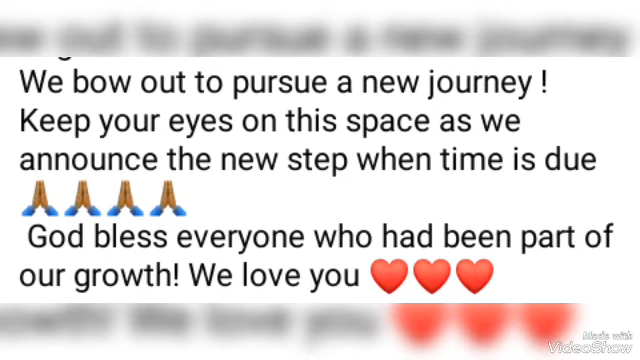 We bow out to pursue a new journey !
Keep your eyes on this space as we
announce the new step when time is due
🙏🏾🙏🏾🙏🏾🙏🏾
God bless everyone who had been part of
our growth! We love you ❤️❤️❤️
Made with
VideoShow